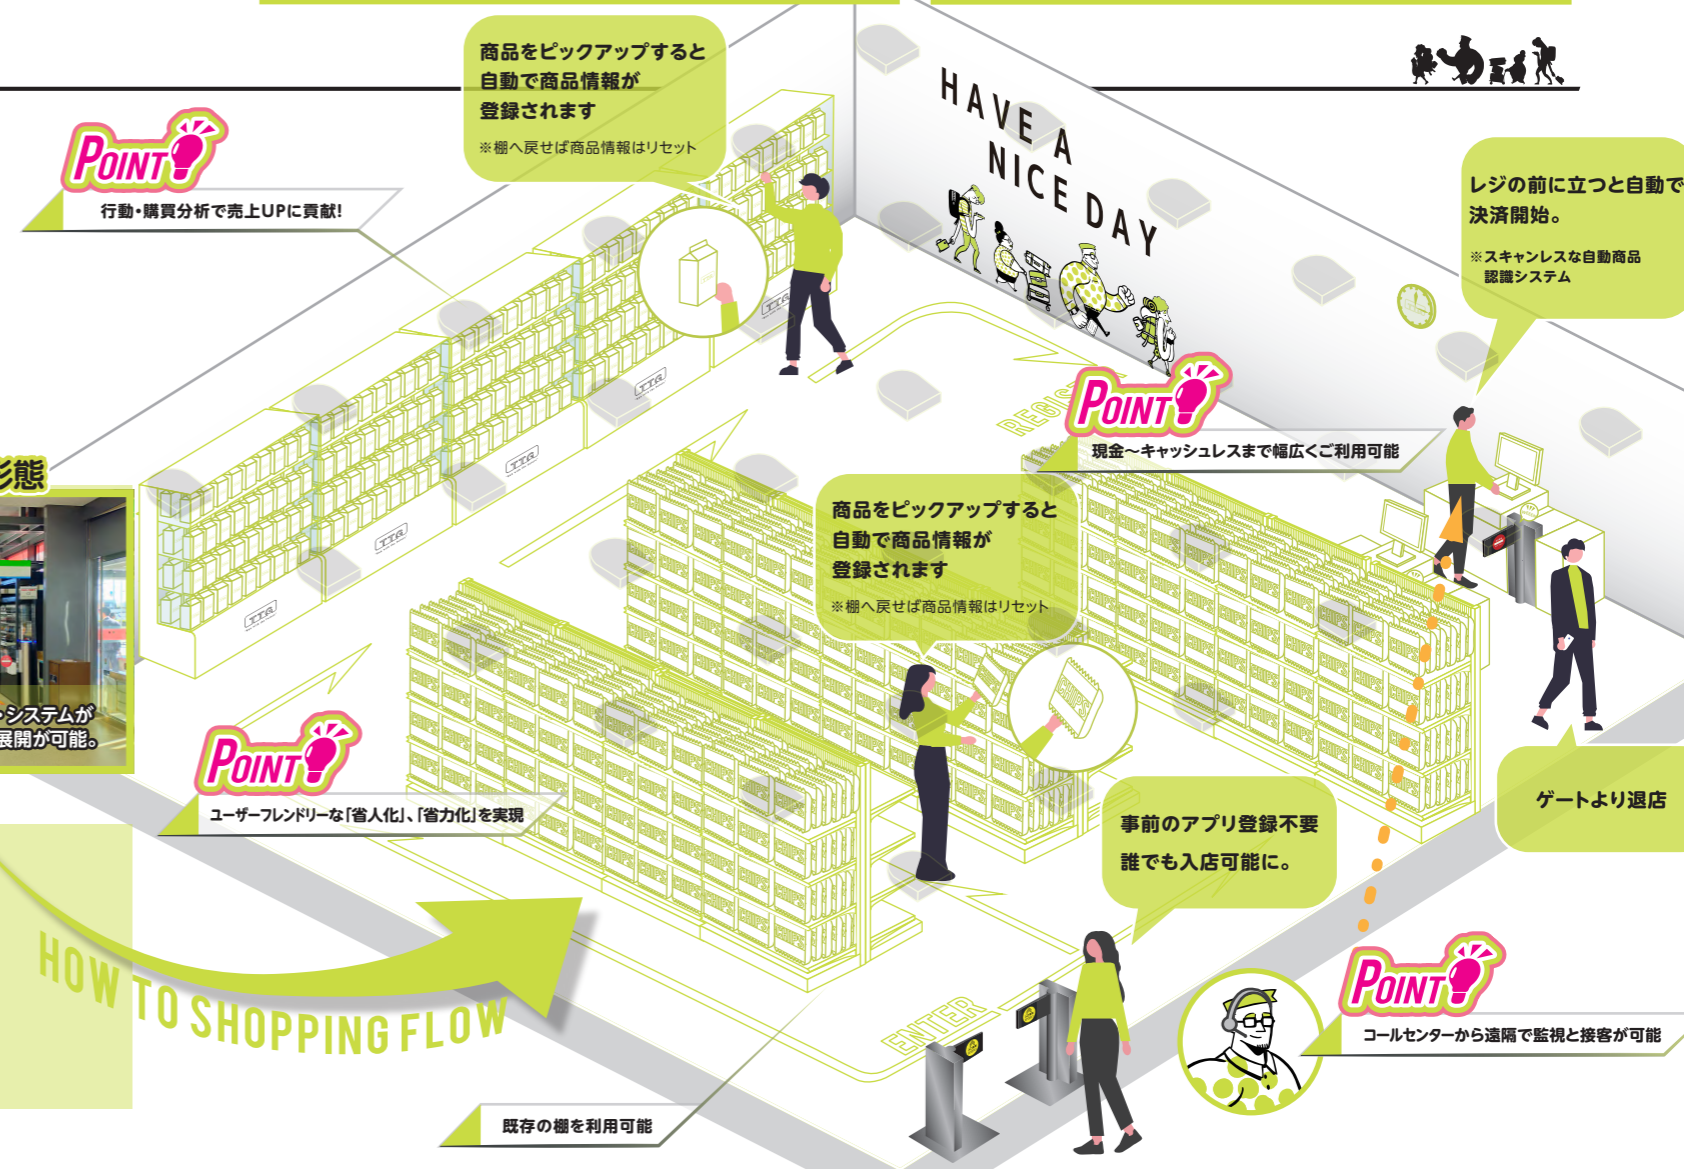 商品をピックアップすると
自動で商品情報が
登録されます
※棚へ戻せば商品情報はリセット
POINT
行動・購買分析で売上UPに貢献!
HAVE A
NICE DAY
レジの前に立つと自動で
決済開始。
※スキャンレスな自動商品
認識システム
POINT
現金〜キャッシュレスまで幅広くご利用可能
形態
システムが
展開が可能。
商品をピックアップすると
自動で商品情報が
登録されます
※棚へ戻せば商品情報はリセット
TTG
TTG
TTG
TTG
TTG
CHIPS
POINT
ユーザーフレンドリーな「省人化」、「省力化」を実現
ゲートより退店
事前のアプリ登録不要
誰でも入店可能に。
HOW TO SHOPPING FLOW
ENTER
POINT
コールセンターから遠隔で監視と接客が可能
既存の棚を利用可能